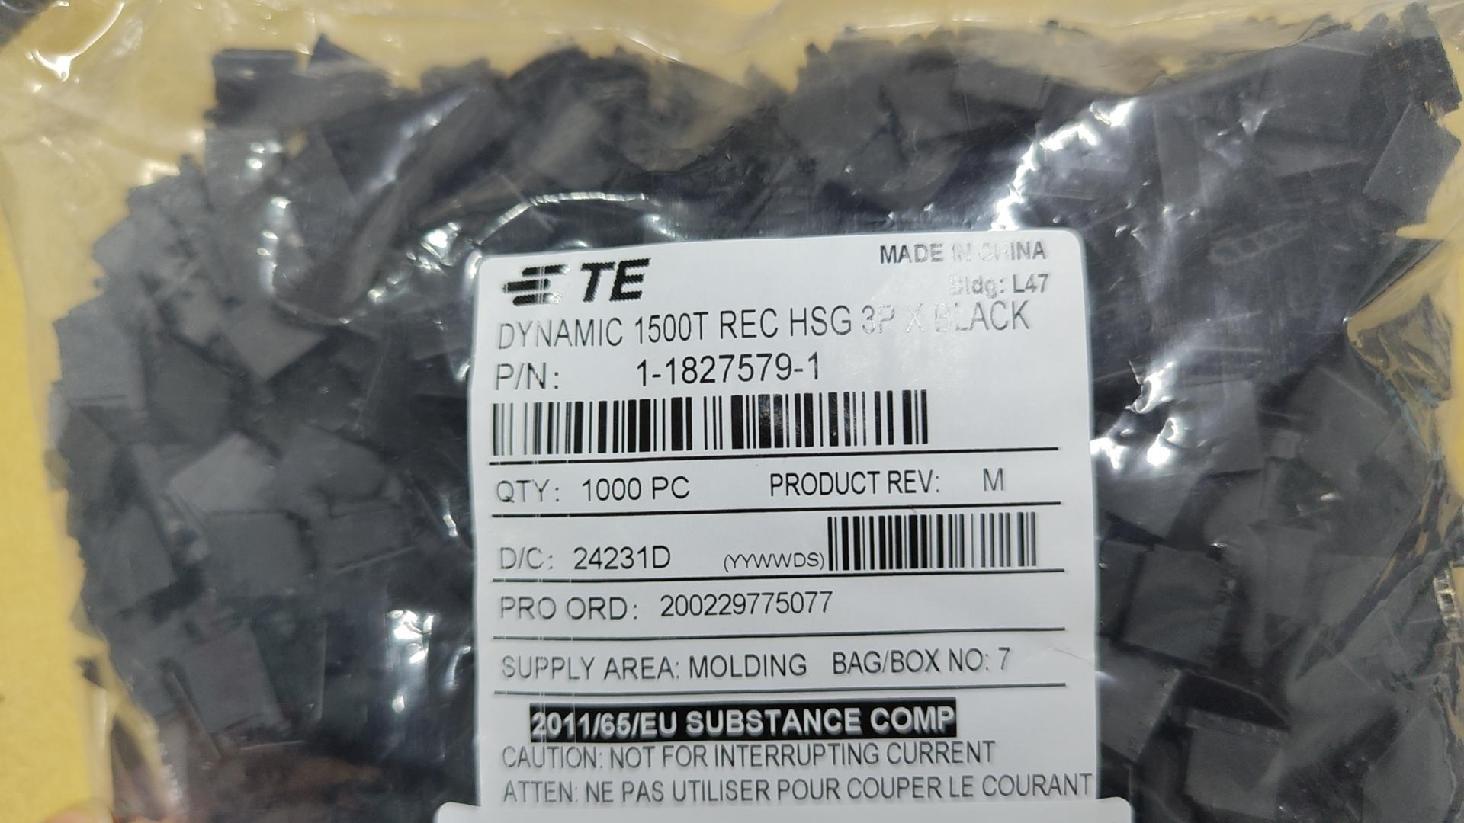 TE
MADE IN CHINA
Bldg: L47
DYNAMIC 1500T REC HSG 3P X BLACK
P/N: 1-1827579-1
QTY: 1000 PC PRODUCT REV: M
D/C: 24231D (YYWWDS)
PRO ORD: 200229775077
SUPPLY AREA: MOLDING BAG/BOX NO: 7
2011/65/EU SUBSTANCE COMP
CAUTION: NOT FOR INTERRUPTING CURRENT
ATTEN: NE PAS UTILISER POUR COUPER LE COURANT